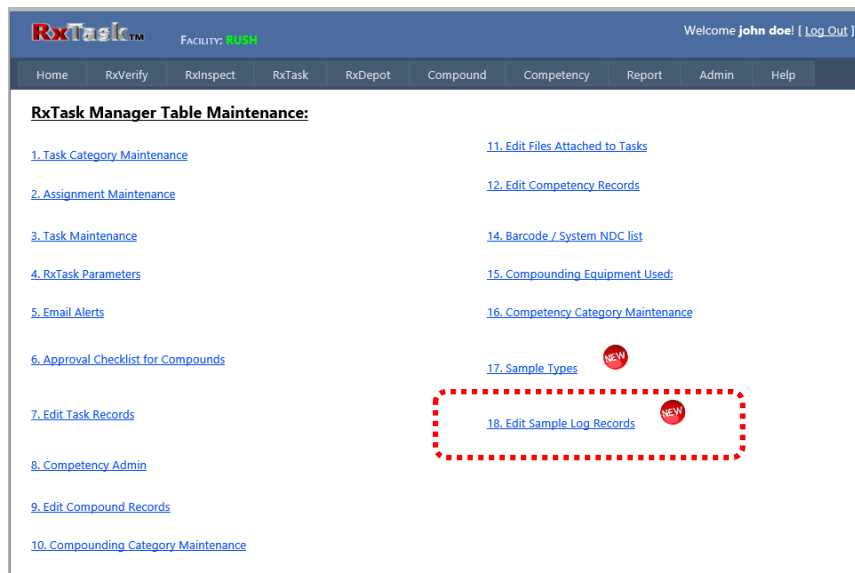 RxTask™
FACILITY: RUSH
Welcome john doe! [ Log Out ]
Home RxVerify RxInspect RxTask RxDepot Compound Competency Report Admin Help
RxTask Manager Table Maintenance:
1. Task Category Maintenance
2. Assignment Maintenance
3. Task Maintenance
4. RxTask Parameters
5. Email Alerts
6. Approval Checklist for Compounds
7. Edit Task Records
8. Competency Admin
9. Edit Compound Records
10. Compounding Category Maintenance
11. Edit Files Attached to Tasks
12. Edit Competency Records
14. Barcode / System NDC list
15. Compounding Equipment Used:
16. Competency Category Maintenance
17. Sample Types NEW
18. Edit Sample Log Records NEW